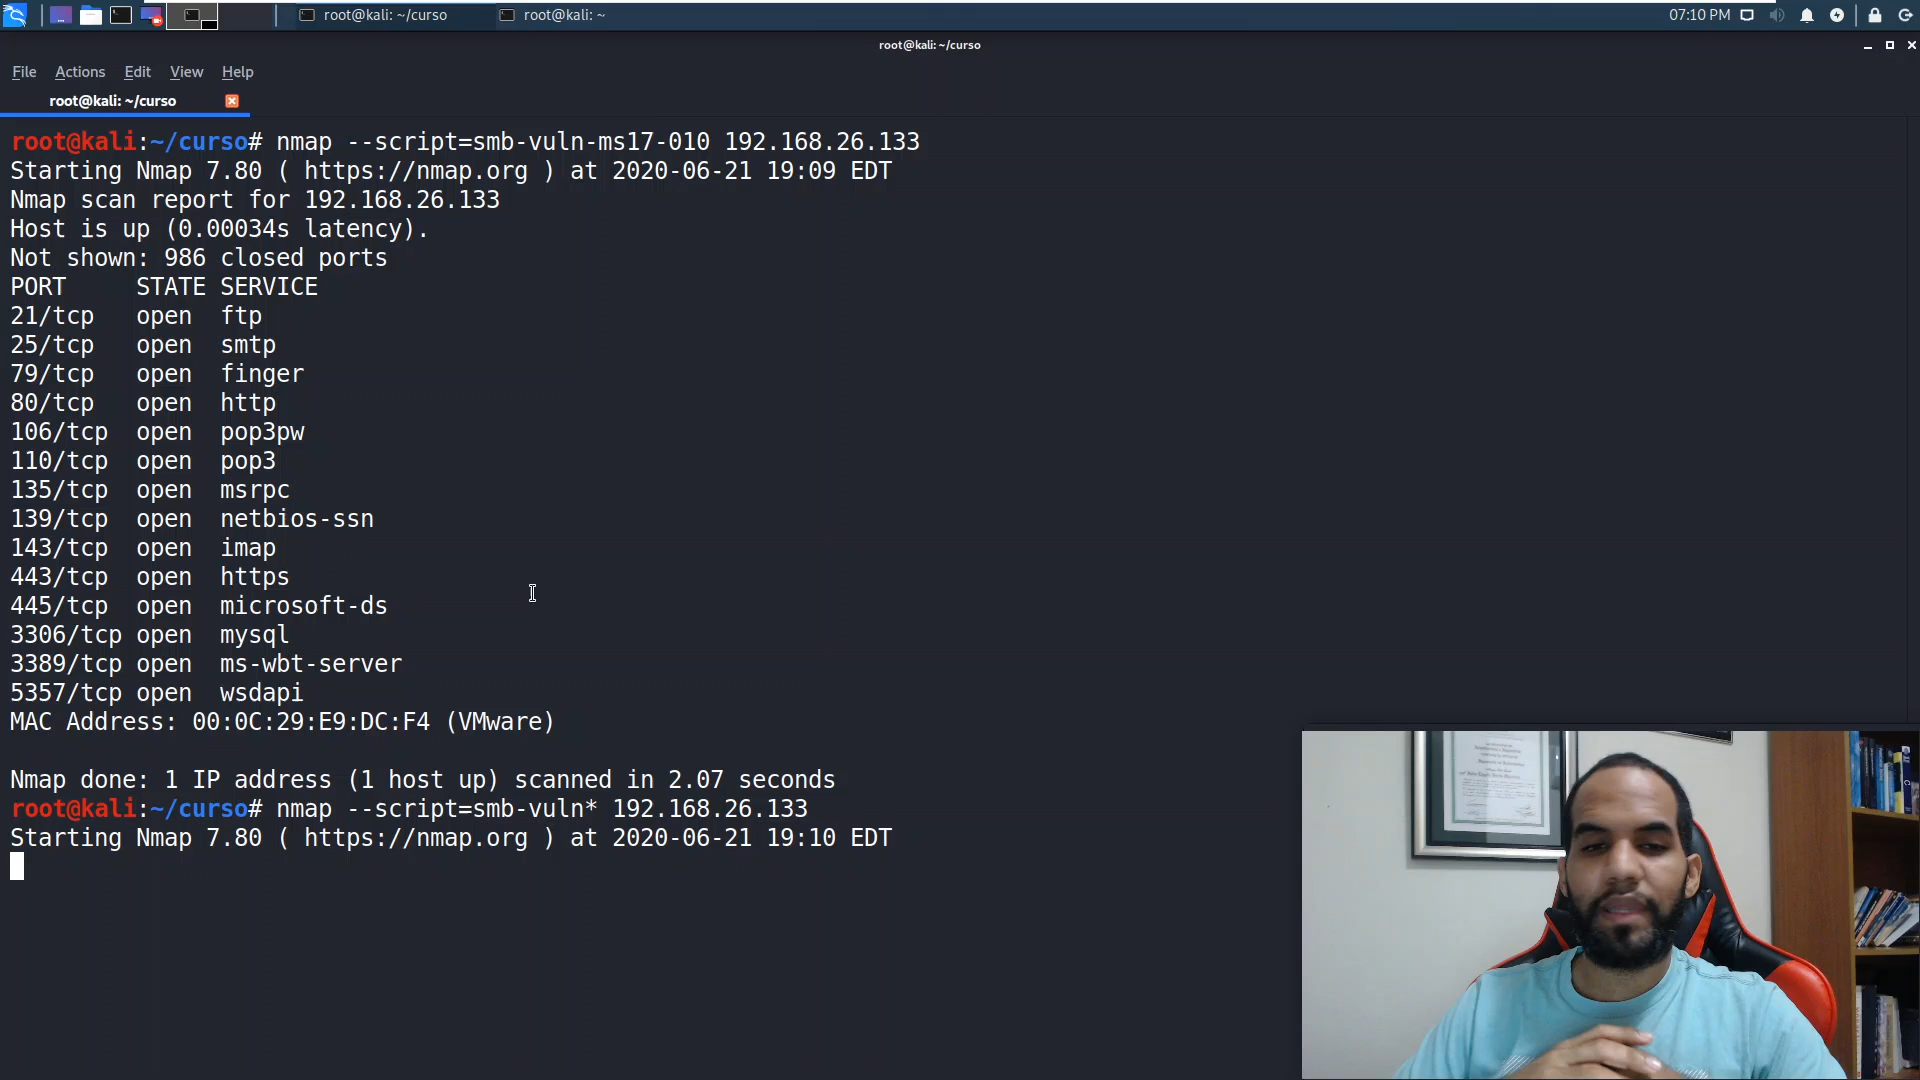 root@kali: ~/curso
root@kali: ~
07:10 PM
root@kali: ~/curso
File Actions Edit View Help
root@kali: ~/curso
root@kali:~/curso# nmap --script=smb-vuln-ms17-010 192.168.26.133
Starting Nmap 7.80 ( https://nmap.org ) at 2020-06-21 19:09 EDT
Nmap scan report for 192.168.26.133
Host is up (0.00034s latency).
Not shown: 986 closed ports
PORT     STATE SERVICE
21/tcp   open  ftp
25/tcp   open  smtp
79/tcp   open  finger
80/tcp   open  http
106/tcp  open  pop3pw
110/tcp  open  pop3
135/tcp  open  msrpc
139/tcp  open  netbios-ssn
143/tcp  open  imap
443/tcp  open  https
445/tcp  open  microsoft-ds
3306/tcp open  mysql
3389/tcp open  ms-wbt-server
5357/tcp open  wsdapi
MAC Address: 00:0C:29:E9:DC:F4 (VMware)
Nmap done: 1 IP address (1 host up) scanned in 2.07 seconds
root@kali:~/curso# nmap --script=smb-vuln* 192.168.26.133
Starting Nmap 7.80 ( https://nmap.org ) at 2020-06-21 19:10 EDT